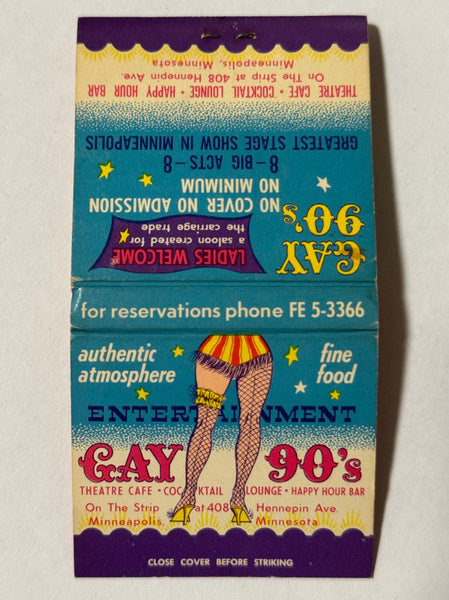 Minneapolis, Minnesota
On The Strip at 408 Hennepin Ave.
THEATRE CAFE • COCKTAIL LOUNGE • HAPPY HOUR BAR
GREATEST STAGE SHOW IN MINNEAPOLIS
8–BIG ACTS–8
NO MINIMUM
NO COVER NO ADMISSION
GAY 90's
LADIES WELCOME
a saloon created for
the carriage trade
for reservations phone FE 5-3366
authentic atmosphere
fine food
ENTERTAINMENT
GAY 90's
THEATRE CAFE • COCKTAIL LOUNGE • HAPPY HOUR BAR
On The Strip at 408 Hennepin Ave.
Minneapolis, Minnesota
CLOSE COVER BEFORE STRIKING